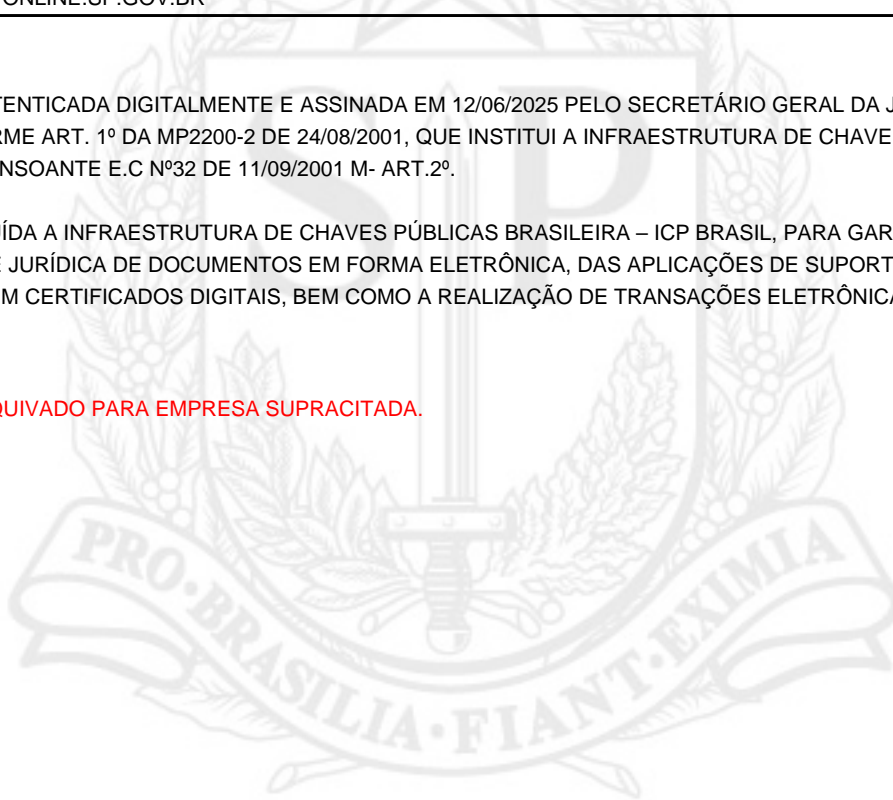 ONLINE.SP.GOV.BR
TENTICADA DIGITALMENTE E ASSINADA EM 12/06/2025 PELO SECRETÁRIO GERAL DA J
RME ART. 1º DA MP2200-2 DE 24/08/2001, QUE INSTITUI A INFRAESTRUTURA DE CHAVE
NSOANTE E.C Nº32 DE 11/09/2001 M- ART.2º.
ÍDA A INFRAESTRUTURA DE CHAVES PÚBLICAS BRASILEIRA – ICP BRASIL, PARA GAR
E JURÍDICA DE DOCUMENTOS EM FORMA ELETRÔNICA, DAS APLICAÇÕES DE SUPORT
M CERTIFICADOS DIGITAIS, BEM COMO A REALIZAÇÃO DE TRANSAÇÕES ELETRÔNICA
QUIVADO PARA EMPRESA SUPRACITADA.
SP
PRO·BRASILIA·FIANT·EXIMIA